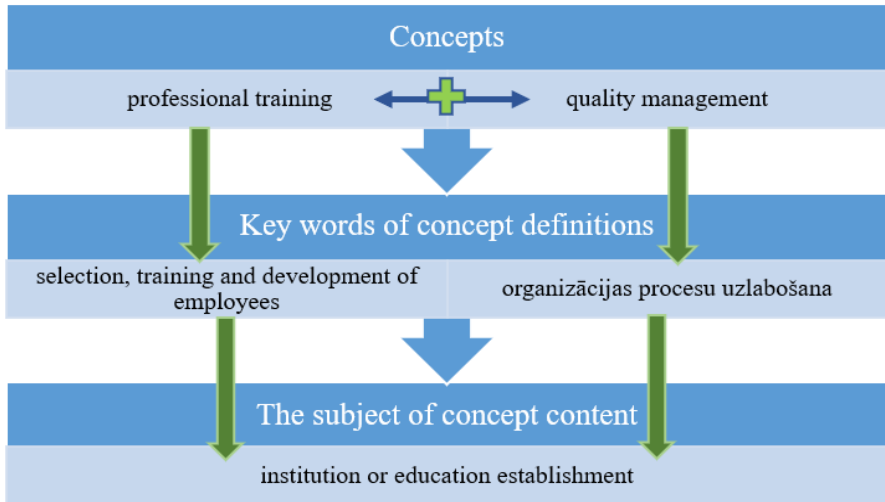 Concepts
professional training
quality management
Key words of concept definitions
selection, training and development of
employees
organizācijas procesu uzlabošana
The subject of concept content
institution or education establishment